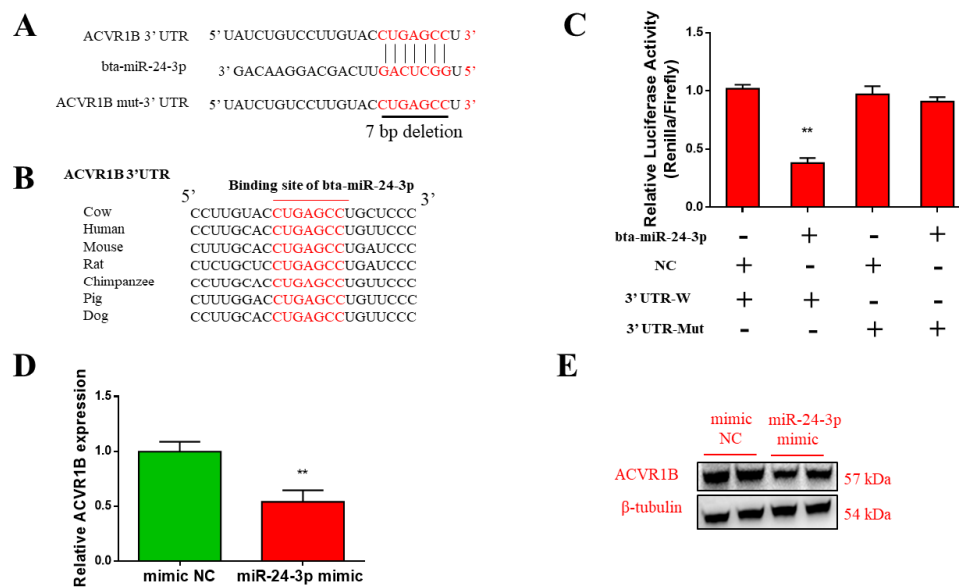 A
ACVR1B 3’ UTR 5’ UAUCUGUCCUUGUACCUGAGCCU 3’
bta-miR-24-3p 3’ GACAAGGACGACUUGACUCGGU 5’
ACVR1B mut-3’ UTR 5’ UAUCUGUCCUUGUACCUGAGCCU 3’
7 bp deletion
B
ACVR1B 3’UTR
Binding site of bta-miR-24-3p
5’ 3’
Cow CCUUGUACCUGAGCCUGCUCCC
Human CCUUGCACCUGAGCCUGUUCCC
Mouse CUUUGCACCUGAGCCUGAUCCC
Rat CUCUGCUCCUGAGCCUGAUCCC
Chimpanzee CCUUGCACCUGAGCCUGUUCCC
Pig CUUUGGACCUGAGCCUGUUCCC
Dog CCUUGCACCUGAGCCUGUUCCC
C
Relative Luciferase Activity
(Renilla/Firefly)
1.5
1.0
0.5
0.0
**
bta-miR-24-3p - + - +
NC + - + -
3’ UTR-W + + - -
3’ UTR-Mut - - + +
D
Relative ACVR1B expression
1.5
1.0
0.5
0.0
**
mimic NC miR-24-3p mimic
E
mimic NC
miR-24-3p mimic
ACVR1B 57 kDa
β-tubulin 54 kDa